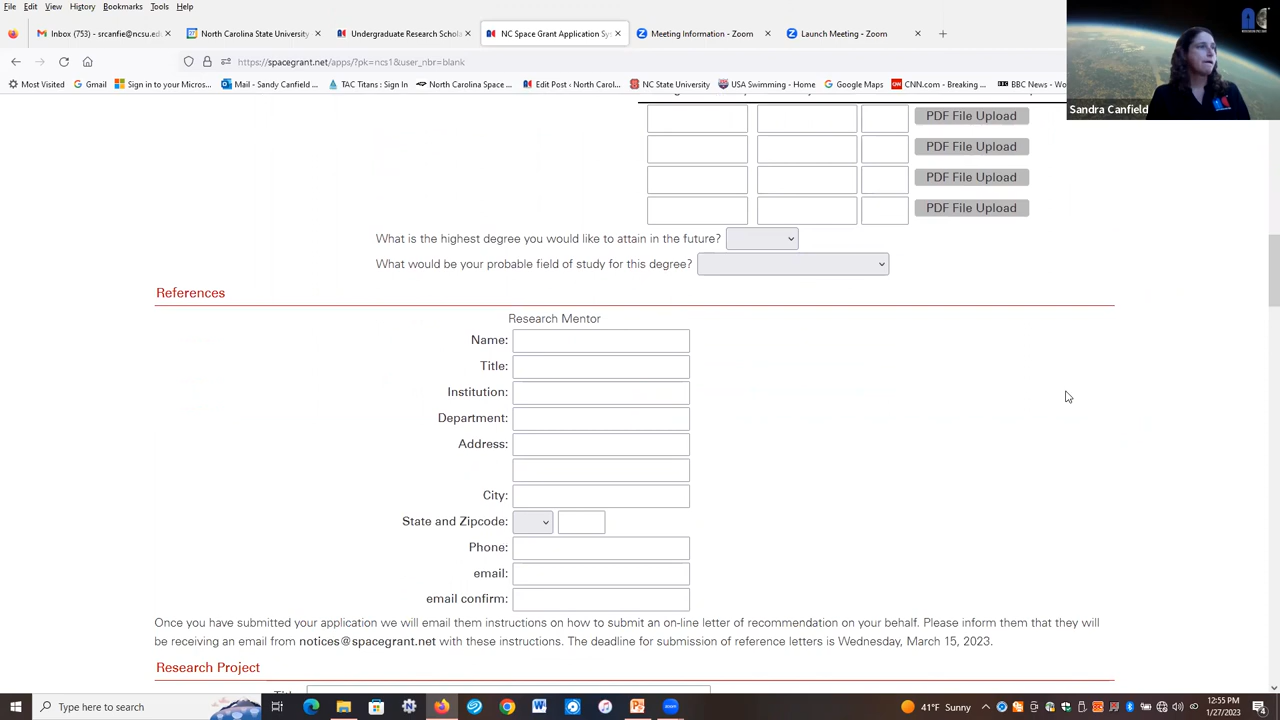 File Edit View History Bookmarks Tools Help
Inbox (753) - srcanfie@ncsu.ed
North Carolina State University
Undergraduate Research Schola
NC Space Grant Application Sys
Meeting Information - Zoom
Launch Meeting - Zoom
https://spacegrant.net/apps/?pk=ncs1&user_nbr=blank
Most Visited
Gmail
Sign in to your Micros...
Mail - Sandy Canfield ...
TAC Titans : Sign In
North Carolina Space ...
Edit Post ‹ North Carol...
NC State University
USA Swimming - Home
Google Maps
CNN.com - Breaking ...
BBC News - Wo
Sandra Canfield
PDF File Upload
PDF File Upload
PDF File Upload
PDF File Upload
What is the highest degree you would like to attain in the future?
What would be your probable field of study for this degree?
References
Research Mentor
Name:
Title:
Institution:
Department:
Address:
City:
State and Zipcode:
Phone:
email:
email confirm:
Once you have submitted your application we will email them instructions on how to submit an on-line letter of recommendation on your behalf. Please inform them that they will
be receiving an email from notices@spacegrant.net with these instructions. The deadline for submission of reference letters is Wednesday, March 15, 2023.
Research Project
Title
Type here to search
41°F Sunny
12:55 PM
1/27/2023